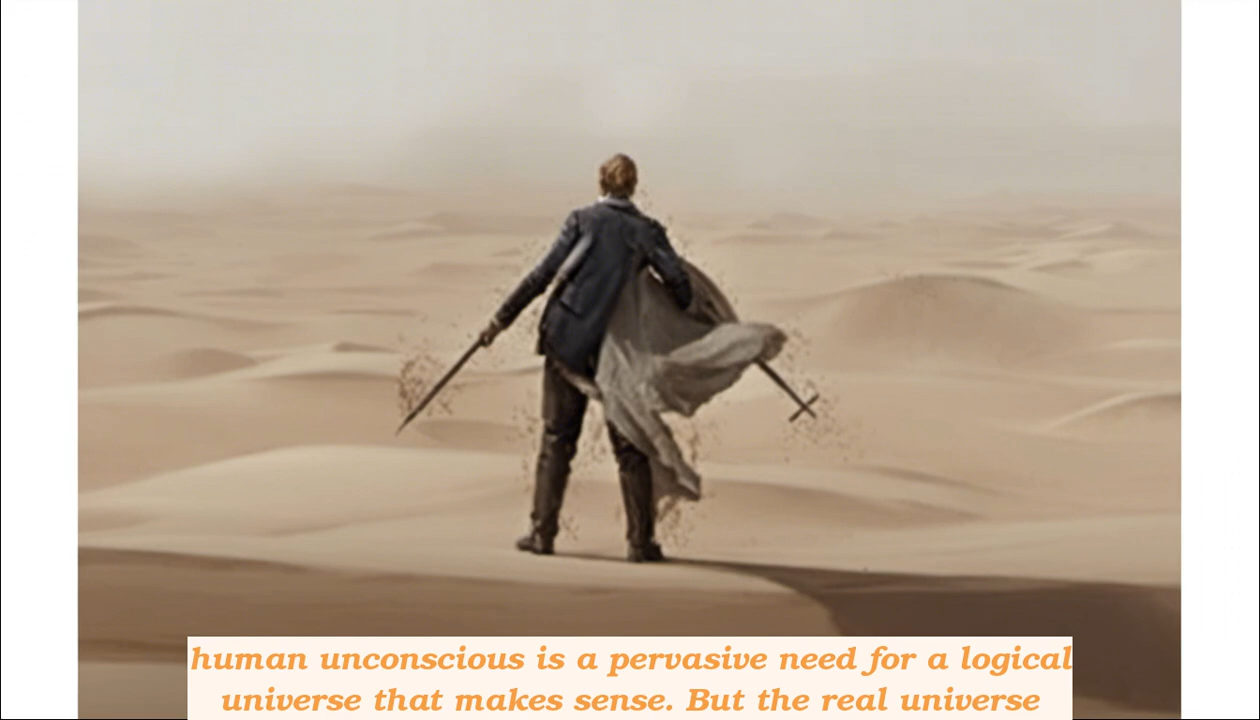 human unconscious is a pervasive need for a logical
universe that makes sense. But the real universe